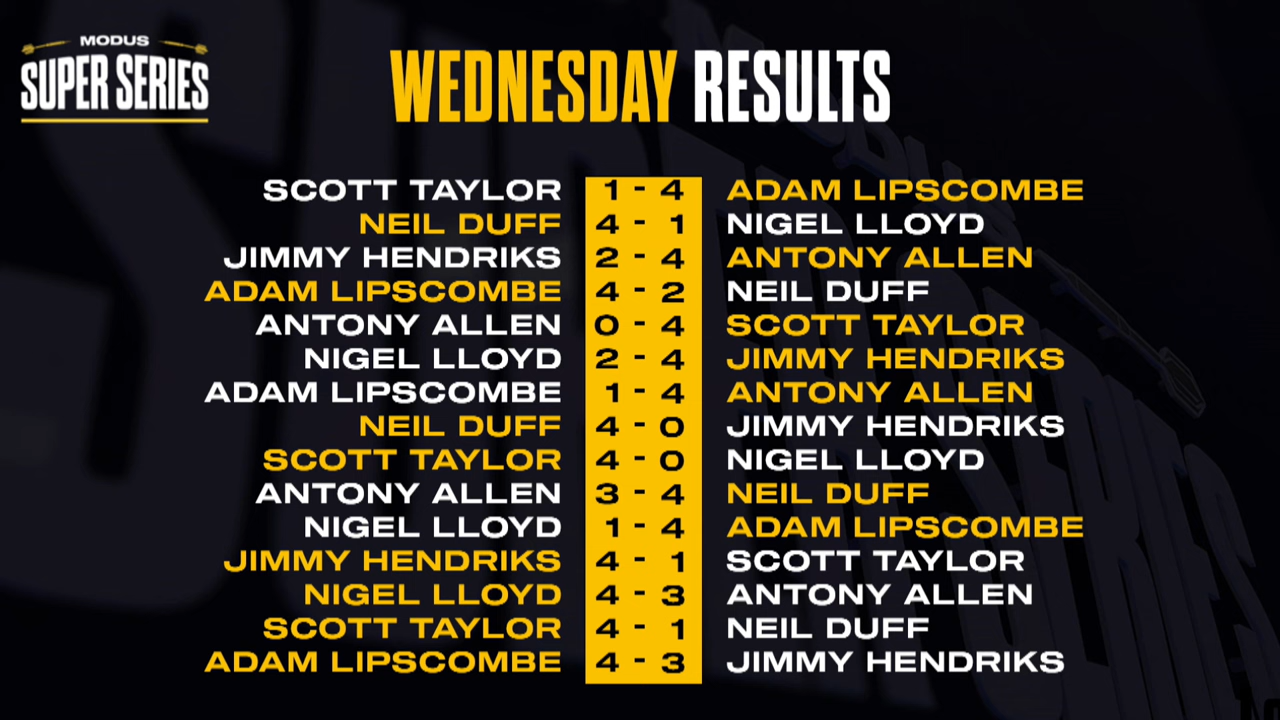 MODUS
SUPER SERIES
WEDNESDAY RESULTS
SCOTT TAYLOR 1 - 4 ADAM LIPSCOMBE
NEIL DUFF 4 - 1 NIGEL LLOYD
JIMMY HENDRIKS 2 - 4 ANTONY ALLEN
ADAM LIPSCOMBE 4 - 2 NEIL DUFF
ANTONY ALLEN 0 - 4 SCOTT TAYLOR
NIGEL LLOYD 2 - 4 JIMMY HENDRIKS
ADAM LIPSCOMBE 1 - 4 ANTONY ALLEN
NEIL DUFF 4 - 0 JIMMY HENDRIKS
SCOTT TAYLOR 4 - 0 NIGEL LLOYD
ANTONY ALLEN 3 - 4 NEIL DUFF
NIGEL LLOYD 1 - 4 ADAM LIPSCOMBE
JIMMY HENDRIKS 4 - 1 SCOTT TAYLOR
NIGEL LLOYD 4 - 3 ANTONY ALLEN
SCOTT TAYLOR 4 - 1 NEIL DUFF
ADAM LIPSCOMBE 4 - 3 JIMMY HENDRIKS